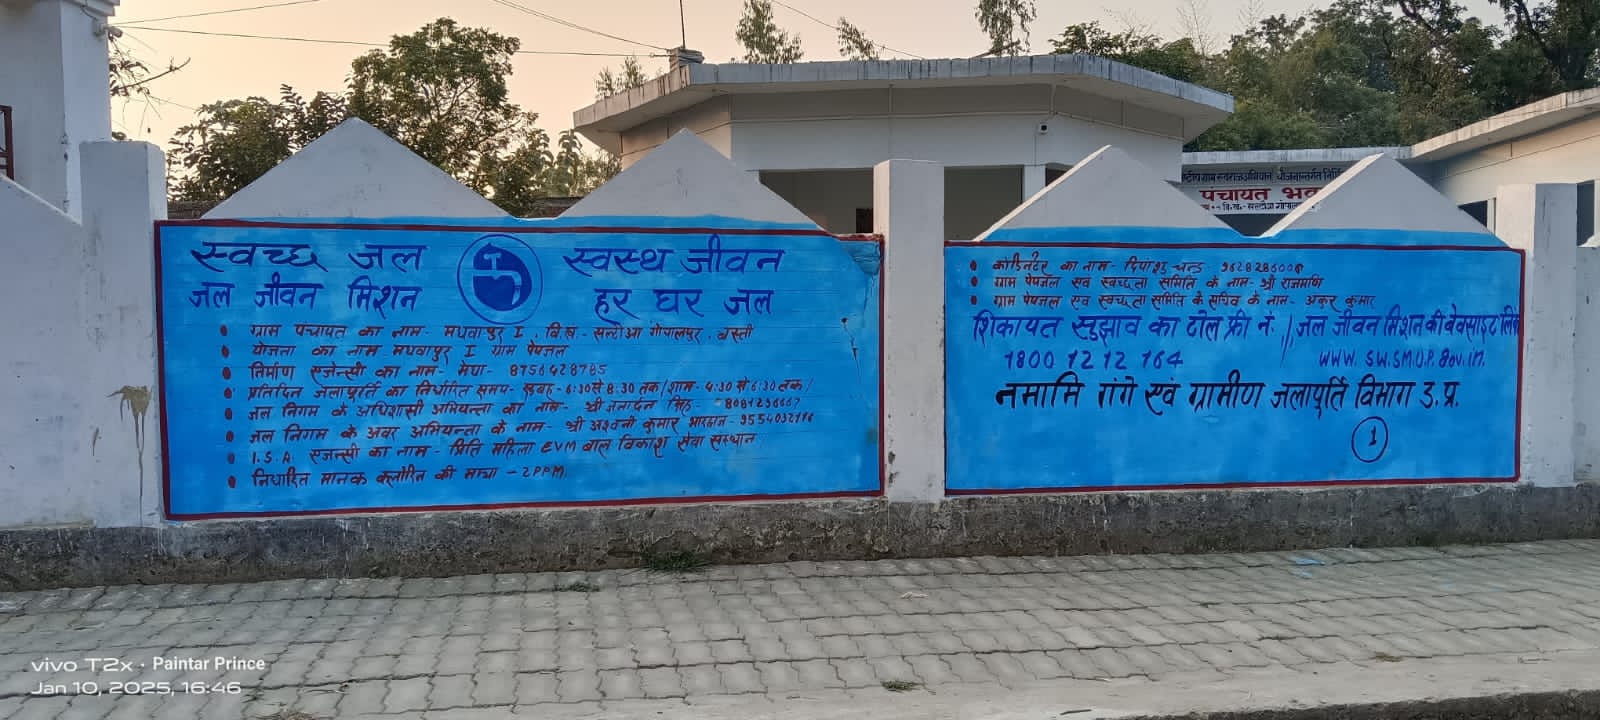 स्वच्छ जल स्वस्थ जीवन
जल जीवन मिशन हर घर जल
ग्राम पंचायत का नाम- मधवापुर I, वि.ख.- सल्टौआ गोपालपुर, बस्ती
योजना का नाम- मधवापुर I ग्राम पेयजल
निर्माण एजेन्सी का नाम- मेघा- 8756428785
प्रतिदिन जलापूर्ति का निर्धारित समय- सुबह- 6:30 से 8:30 तक/शाम- 4:30 से 6:30 तक/
जल निगम के अधिशासी अभियन्ता का नाम- श्री जनार्दन सिंह-
जल निगम के अवर अभियन्ता के नाम- श्री अश्वनी कुमार
I.S.A. एजेन्सी का नाम- प्रिति महिला EVM बाल विकाश सेवा संस्थान
निर्धारित मानक क्लोरिन की मात्रा - 2PPM.
कोर्डिनेटर का नाम- दिपांशु चन्द्र
ग्राम पेयजल एवं स्वच्छता समिति के नाम- श्री राजमणि
ग्राम पेयजल एवं स्वच्छता समिति के सचिव के नाम- अंकुर कुमार
शिकायत सुझाव का टोल फ्री नं. // जल जीवन मिशन की वेबसाइट लिंक
1800 12 12 164 WWW. SWSM.UP. Gov.in.
नमामि गंगे एवं ग्रामीण जलापूर्ति विभाग उ.प्र.
1
पंचायत भव
vivo T2x · Paintar Prince
Jan 10, 2025, 16:46